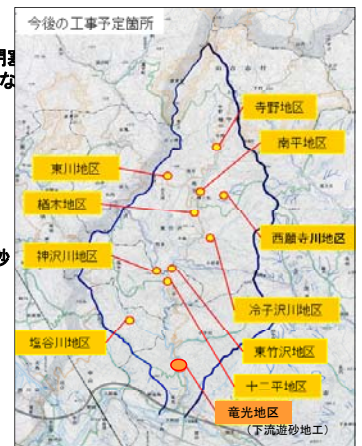 今後の工事予定箇所
な
砂
寺野地区
南平地区
東川地区
楢木地区
西願寺川地区
神沢川地区
冷子沢川地区
塩谷川地区
東竹沢地区
十二平地区
竜光地区
（下流遊砂地工）